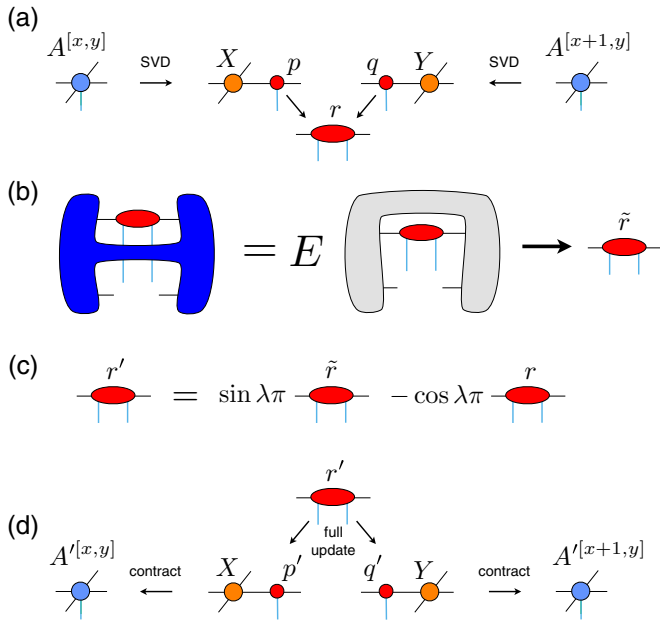 (a)
A^{[x,y]} SVD X p q Y SVD A^{[x+1,y]}
r
(b)
= E r̃
(c)
r′ = sin λπ r̃ − cos λπ r
(d)
r′
full
update
A′^{[x,y]} contract X p′ q′ Y contract A′^{[x+1,y]}